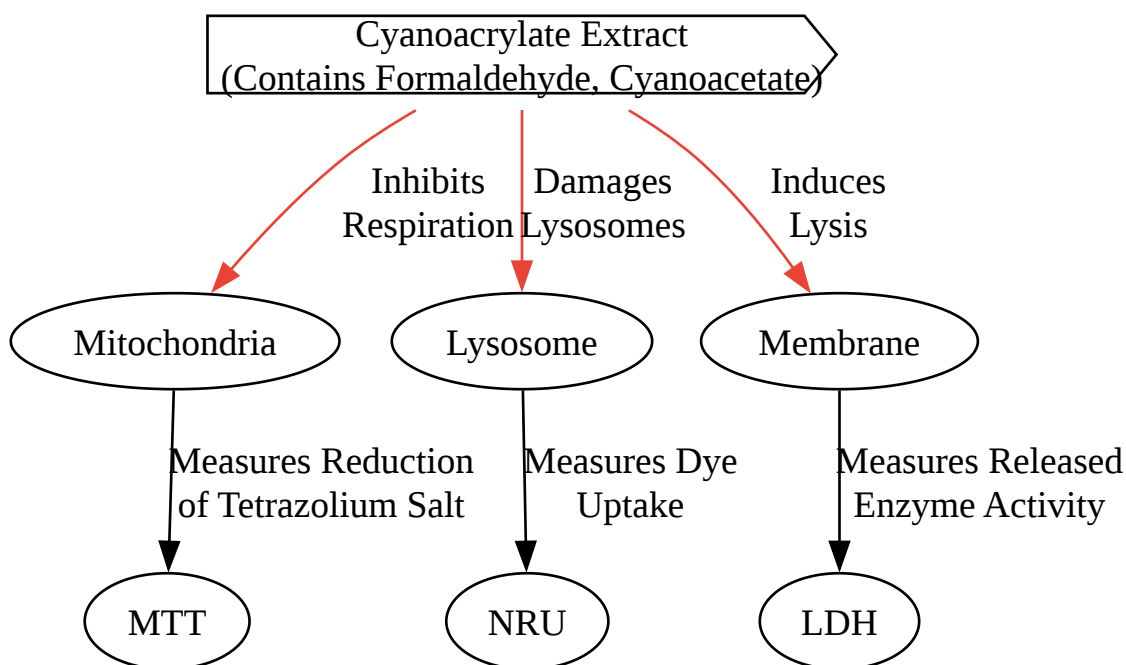 Cyanoacrylate Extract
(Contains Formaldehyde, Cyanoacetate)
Inhibits
Respiration
Damages
Lysosomes
Induces
Lysis
Mitochondria
Lysosome
Membrane
Measures Reduction
of Tetrazolium Salt
Measures Dye
Uptake
Measures Released
Enzyme Activity
MTT
NRU
LDH